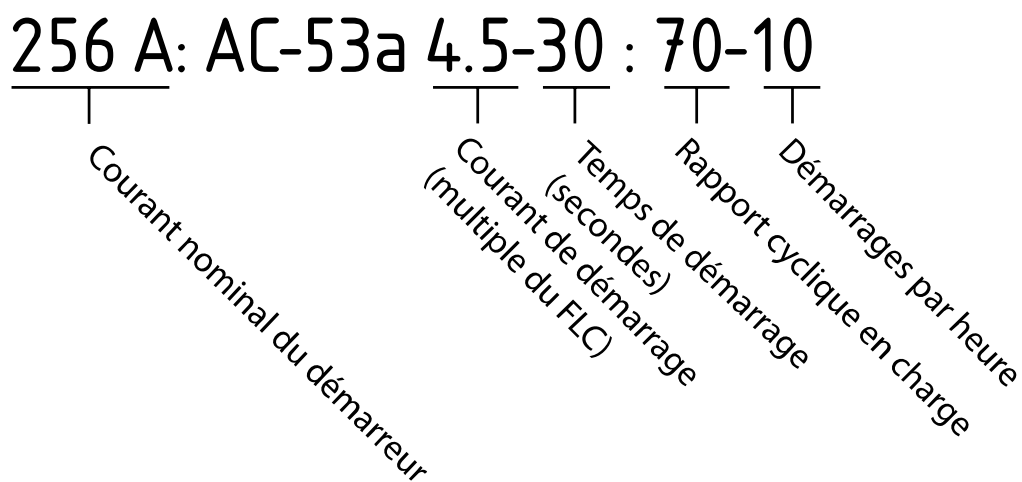 256 A: AC-53a 4.5-30 : 70-10
Courant nominal du démarreur
Courant de démarrage
(multiple du FLC)
Temps de démarrage
(secondes)
Rapport cyclique en charge
Démarrages par heure